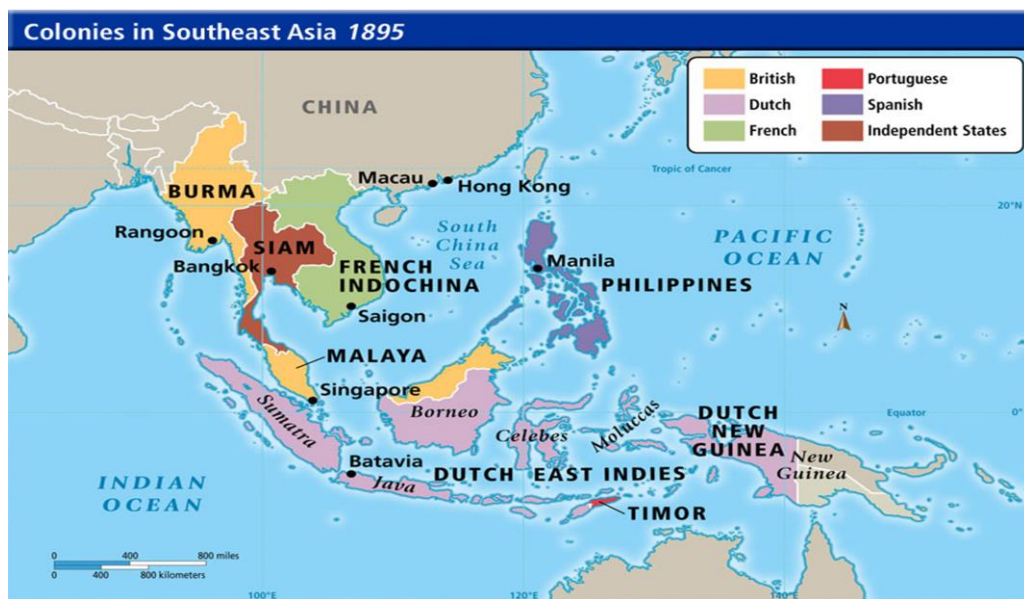 Colonies in Southeast Asia 1895
British
Dutch
French
Portuguese
Spanish
Independent States
CHINA
Macau
Hong Kong
Tropic of Cancer
BURMA
20°N
Rangoon
SIAM
South
China
Sea
PACIFIC
OCEAN
Bangkok
FRENCH
INDOCHINA
Manila
PHILIPPINES
N
Saigon
MALAYA
Singapore
Sumatra
Borneo
Celebes
Moluccas
DUTCH
NEW
GUINEA
Equator
0°
New
Guinea
Batavia
Java
DUTCH EAST INDIES
TIMOR
INDIAN
OCEAN
0 400 800 miles
0 400 800 kilometers
100°E
120°E
140°E